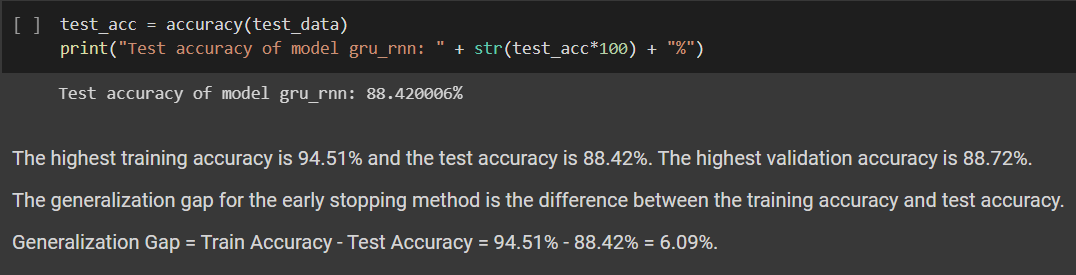 [ ] test_acc = accuracy(test_data)
print("Test accuracy of model gru_rnn: " + str(test_acc*100) + "%")
Test accuracy of model gru_rnn: 88.420006%
The highest training accuracy is 94.51% and the test accuracy is 88.42%. The highest validation accuracy is 88.72%.
The generalization gap for the early stopping method is the difference between the training accuracy and test accuracy.
Generalization Gap = Train Accuracy - Test Accuracy = 94.51% - 88.42% = 6.09%.